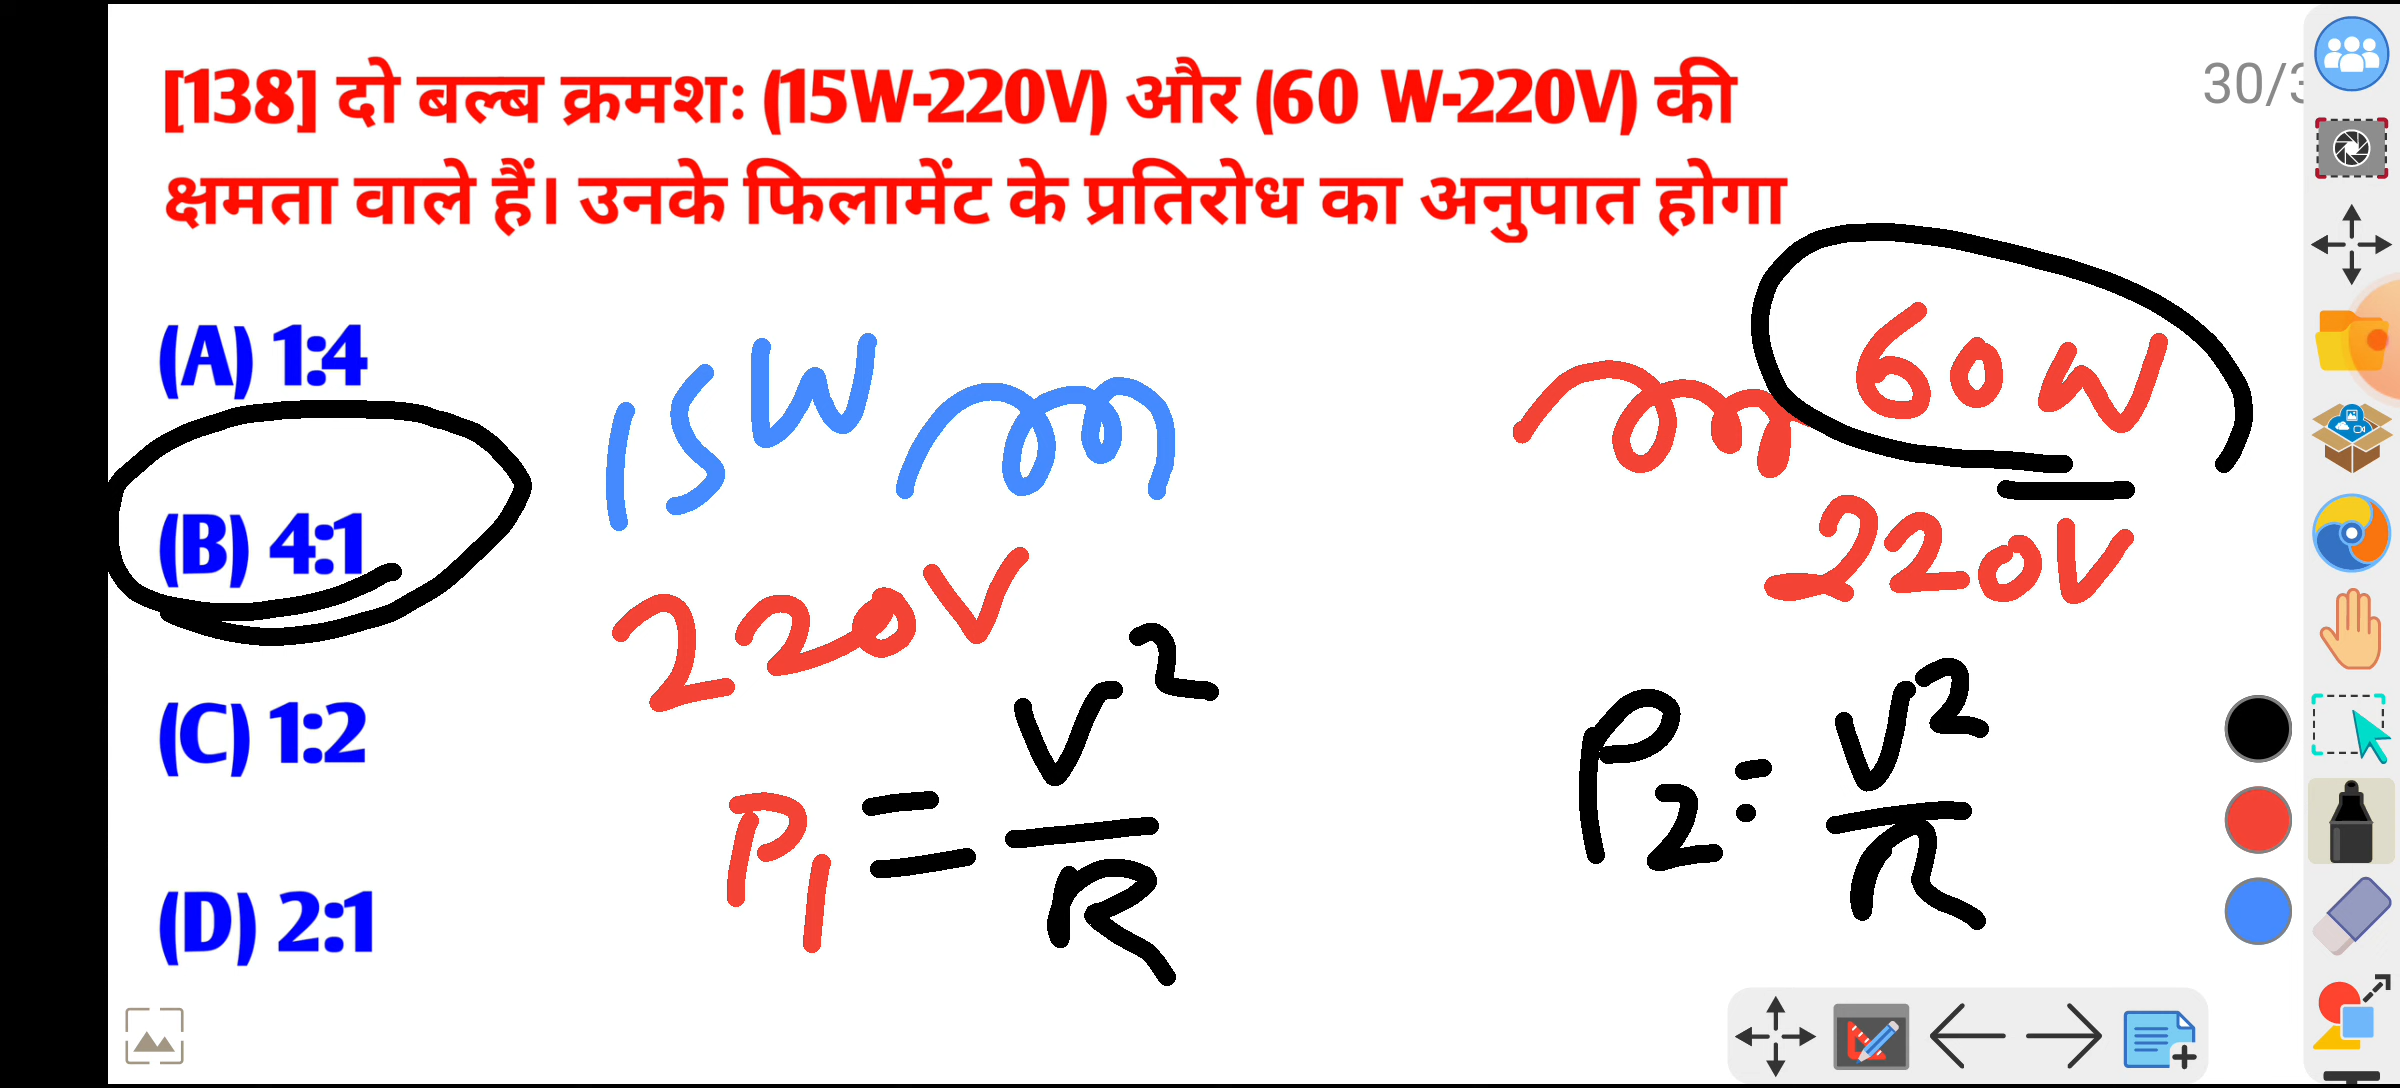 [138] दो बल्ब क्रमशः (15W-220V) और (60 W-220V) की
क्षमता वाले हैं। उनके फिलामेंट के प्रतिरोध का अनुपात होगा
30/3
(A) 1:4
(B) 4:1
(C) 1:2
(D) 2:1
15W
220V
P1 = V²/R
60W
220V
P2 = V²/R